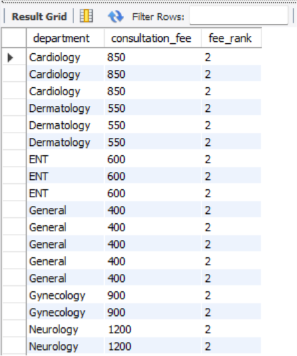 Result Grid Filter Rows:
department consultation_fee fee_rank
Cardiology 850 2
Cardiology 850 2
Cardiology 850 2
Dermatology 550 2
Dermatology 550 2
Dermatology 550 2
ENT 600 2
ENT 600 2
ENT 600 2
General 400 2
General 400 2
General 400 2
General 400 2
General 400 2
Gynecology 900 2
Gynecology 900 2
Neurology 1200 2
Neurology 1200 2